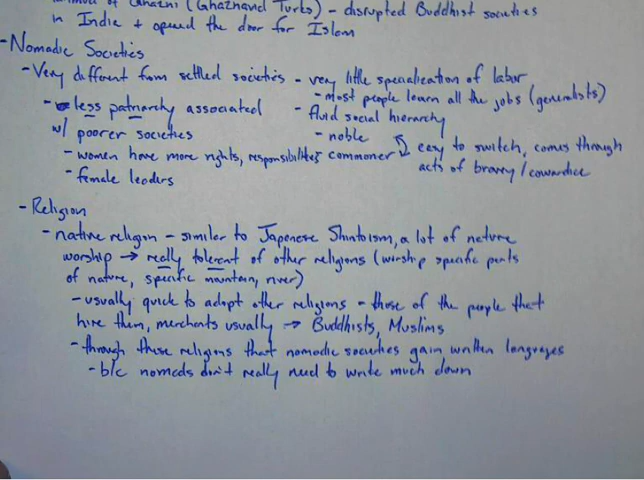 of Ghazni (Ghaznavid Turks) - disrupted Buddhist societies
in India + opened the door for Islam
- Nomadic Societies
- Very different from settled societies - very little specialization of labor
- most people learn all the jobs (generalists)
- less patriarchy associated
w/ poorer societies
- fluid social hierarchy
- noble
- women have more rights, responsibilities
- female leaders
commoner
easy to switch, comes through
acts of bravery/cowardice
- Religion
- native religion - similar to Japanese Shintoism, a lot of nature
worship → really tolerant of other religions (worship specific parts
of nature, specific mountain, river)
- usually quick to adopt other religions - those of the people that
hire them, merchants usually → Buddhists, Muslims
- through these religions that nomadic societies gain written languages
- b/c nomads don't really need to write much down